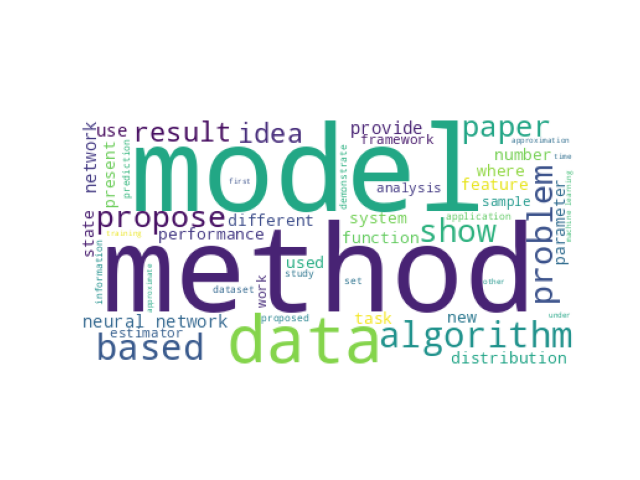 network
use
result
idea
provide
framework
paper
approximation
present
prediction
model
first
demonstrate
analysis
number
time
where
feature
machine learning
state
propose
different
performance
system
function
sample
application
show
problem
parameter
information
training
approximate
method
used
work
dataset
study
set
other
neural network
estimator
proposed
task
new
under
based
data
algorithm
distribution